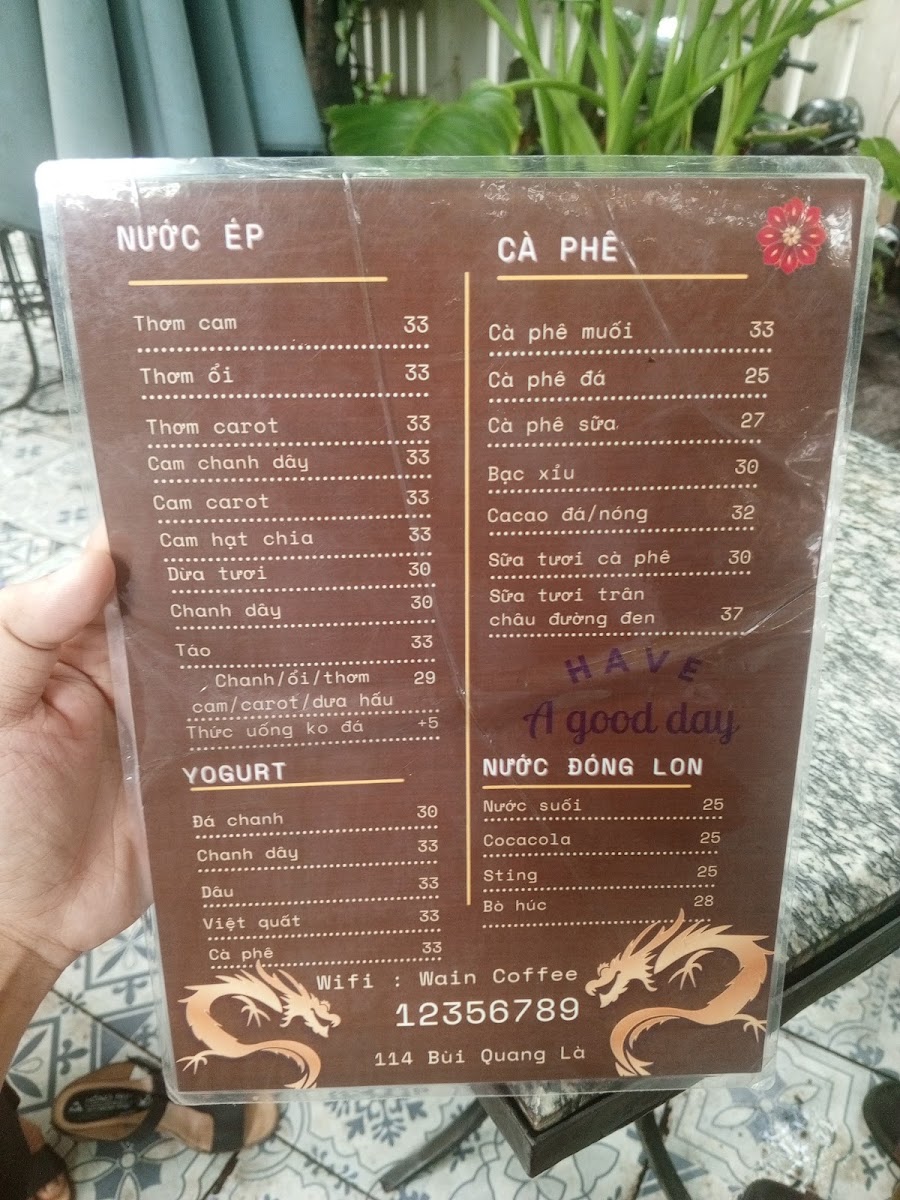 NƯỚC ÉP
Thơm cam 33
Thơm ổi 33
Thơm carot 33
Cam chanh dây 33
Cam carot 33
Cam hạt chia 33
Dừa tươi 30
Chanh dây 30
Táo 33
Chanh/ổi/thơm 29
cam/carot/dưa hấu
Thức uống ko đá +5
YOGURT
Đá chanh 30
Chanh dây 33
Dâu 33
Việt quất 33
Cà phê 33
CÀ PHÊ
Cà phê muối 33
Cà phê đá 25
Cà phê sữa 27
Bạc xỉu 30
Cacao đá/nóng 32
Sữa tươi cà phê 30
Sữa tươi trân
châu đường đen 37
HAVE
A good day
NƯỚC ĐÓNG LON
Nước suối 25
Cocacola 25
Sting 25
Bò húc 28
Wifi : Wain Coffee
12356789
114 Bùi Quang Là